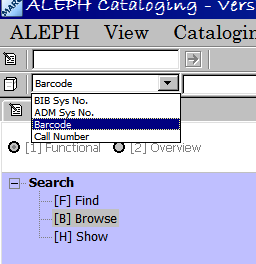 MARC ALEPH Cataloging - Vers
ALEPH View Catalogin
Barcode
BIB Sys No.
ADM Sys No.
Barcode
Call Number
[1] Functional [2] Overview
Search
[F] Find
[B] Browse
[H] Show